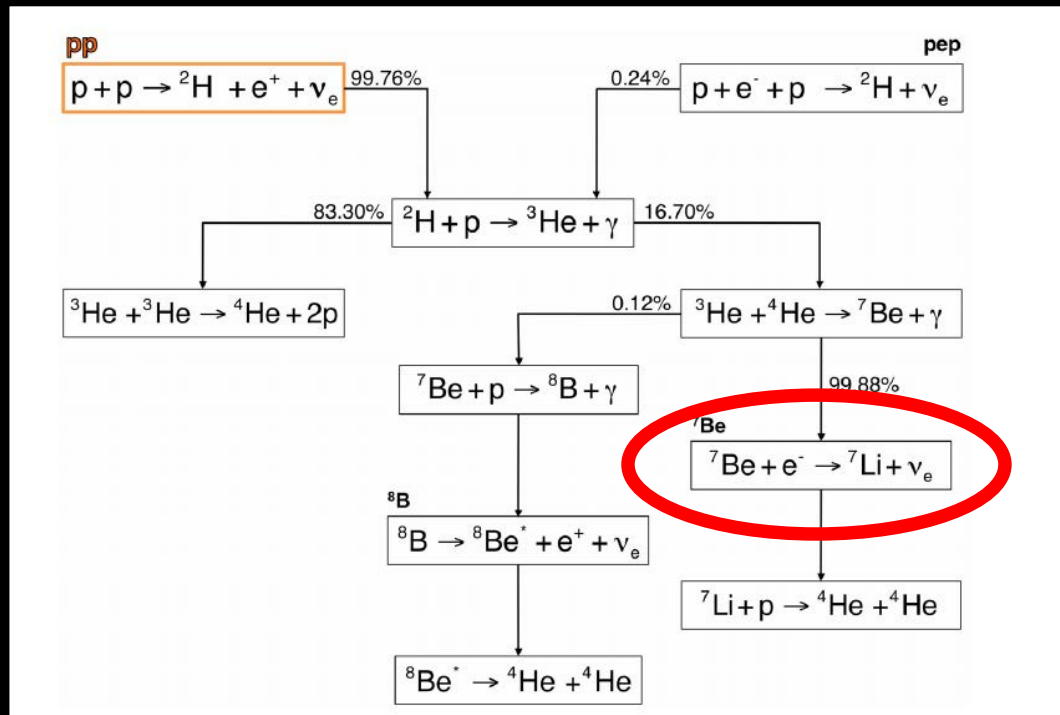 pp
pep
p + p → ²H + e⁺ + νₑ
99.76%
0.24%
p + e⁻ + p → ²H + νₑ
83.30%
²H + p → ³He + γ
16.70%
³He + ³He → ⁴He + 2p
0.12%
³He + ⁴He → ⁷Be + γ
⁷Be + p → ⁸B + γ
99.88%
⁷Be
⁷Be + e⁻ → ⁷Li + νₑ
⁸B
⁸B → ⁸Be* + e⁺ + νₑ
⁷Li + p → ⁴He + ⁴He
⁸Be* → ⁴He + ⁴He